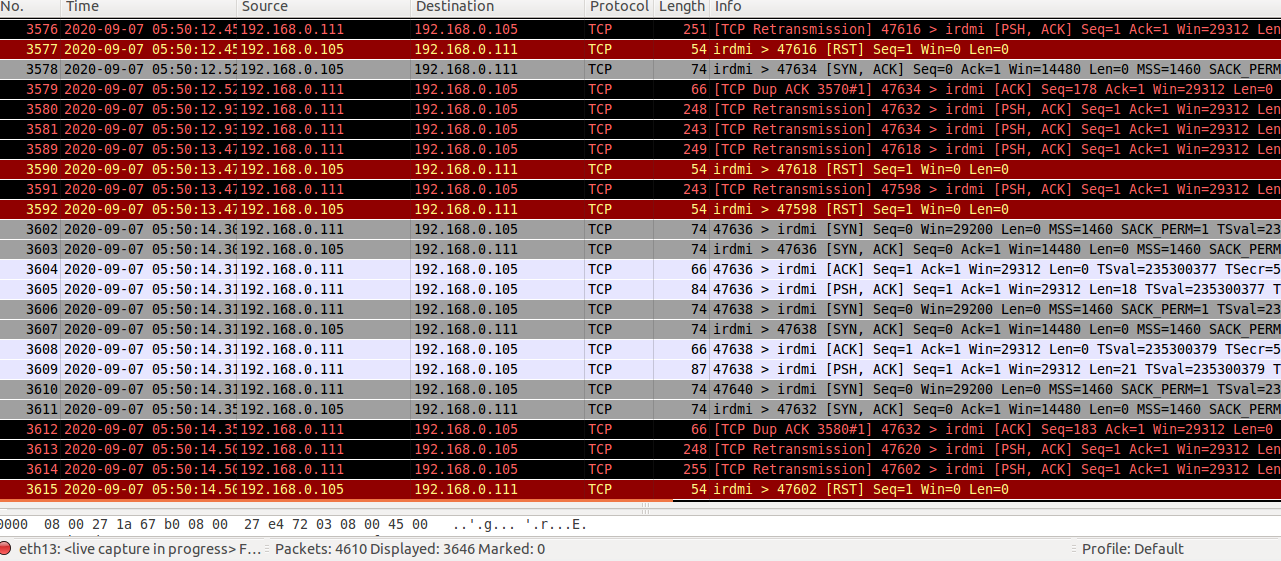 No. Time Source Destination Protocol Length Info
3576 2020-09-07 05:50:12.45 192.168.0.111 192.168.0.105 TCP 251 [TCP Retransmission] 47616 > irdmi [PSH, ACK] Seq=1 Ack=1 Win=29312 Len
3577 2020-09-07 05:50:12.45 192.168.0.105 192.168.0.111 TCP 54 irdmi > 47616 [RST] Seq=1 Win=0 Len=0
3578 2020-09-07 05:50:12.52 192.168.0.105 192.168.0.111 TCP 74 irdmi > 47634 [SYN, ACK] Seq=0 Ack=1 Win=14480 Len=0 MSS=1460 SACK_PERM
3579 2020-09-07 05:50:12.52 192.168.0.111 192.168.0.105 TCP 66 [TCP Dup ACK 3570#1] 47634 > irdmi [ACK] Seq=178 Ack=1 Win=29312 Len=0
3580 2020-09-07 05:50:12.93 192.168.0.111 192.168.0.105 TCP 248 [TCP Retransmission] 47632 > irdmi [PSH, ACK] Seq=1 Ack=1 Win=29312 Len
3581 2020-09-07 05:50:12.93 192.168.0.111 192.168.0.105 TCP 243 [TCP Retransmission] 47634 > irdmi [PSH, ACK] Seq=1 Ack=1 Win=29312 Len
3589 2020-09-07 05:50:13.47 192.168.0.111 192.168.0.105 TCP 249 [TCP Retransmission] 47618 > irdmi [PSH, ACK] Seq=1 Ack=1 Win=29312 Len
3590 2020-09-07 05:50:13.47 192.168.0.105 192.168.0.111 TCP 54 irdmi > 47618 [RST] Seq=1 Win=0 Len=0
3591 2020-09-07 05:50:13.47 192.168.0.111 192.168.0.105 TCP 243 [TCP Retransmission] 47598 > irdmi [PSH, ACK] Seq=1 Ack=1 Win=29312 Len
3592 2020-09-07 05:50:13.47 192.168.0.105 192.168.0.111 TCP 54 irdmi > 47598 [RST] Seq=1 Win=0 Len=0
3602 2020-09-07 05:50:14.30 192.168.0.111 192.168.0.105 TCP 74 47636 > irdmi [SYN] Seq=0 Win=29200 Len=0 MSS=1460 SACK_PERM=1 TSval=23
3603 2020-09-07 05:50:14.30 192.168.0.105 192.168.0.111 TCP 74 irdmi > 47636 [SYN, ACK] Seq=0 Ack=1 Win=14480 Len=0 MSS=1460 SACK_PERM
3604 2020-09-07 05:50:14.31 192.168.0.111 192.168.0.105 TCP 66 47636 > irdmi [ACK] Seq=1 Ack=1 Win=29312 Len=0 TSval=235300377 TSecr=5
3605 2020-09-07 05:50:14.31 192.168.0.111 192.168.0.105 TCP 84 47636 > irdmi [PSH, ACK] Seq=1 Ack=1 Win=29312 Len=18 TSval=235300377 T
3606 2020-09-07 05:50:14.31 192.168.0.111 192.168.0.105 TCP 74 47638 > irdmi [SYN] Seq=0 Win=29200 Len=0 MSS=1460 SACK_PERM=1 TSval=23
3607 2020-09-07 05:50:14.31 192.168.0.105 192.168.0.111 TCP 74 irdmi > 47638 [SYN, ACK] Seq=0 Ack=1 Win=14480 Len=0 MSS=1460 SACK_PERM
3608 2020-09-07 05:50:14.31 192.168.0.111 192.168.0.105 TCP 66 47638 > irdmi [ACK] Seq=1 Ack=1 Win=29312 Len=0 TSval=235300379 TSecr=5
3609 2020-09-07 05:50:14.31 192.168.0.111 192.168.0.105 TCP 87 47638 > irdmi [PSH, ACK] Seq=1 Ack=1 Win=29312 Len=21 TSval=235300379 T
3610 2020-09-07 05:50:14.31 192.168.0.111 192.168.0.105 TCP 74 47640 > irdmi [SYN] Seq=0 Win=29200 Len=0 MSS=1460 SACK_PERM=1 TSval=23
3611 2020-09-07 05:50:14.35 192.168.0.105 192.168.0.111 TCP 74 irdmi > 47632 [SYN, ACK] Seq=0 Ack=1 Win=14480 Len=0 MSS=1460 SACK_PERM
3612 2020-09-07 05:50:14.35 192.168.0.111 192.168.0.105 TCP 66 [TCP Dup ACK 3580#1] 47632 > irdmi [ACK] Seq=183 Ack=1 Win=29312 Len=0
3613 2020-09-07 05:50:14.50 192.168.0.111 192.168.0.105 TCP 248 [TCP Retransmission] 47620 > irdmi [PSH, ACK] Seq=1 Ack=1 Win=29312 Len
3614 2020-09-07 05:50:14.50 192.168.0.111 192.168.0.105 TCP 255 [TCP Retransmission] 47602 > irdmi [PSH, ACK] Seq=1 Ack=1 Win=29312 Len
3615 2020-09-07 05:50:14.50 192.168.0.105 192.168.0.111 TCP 54 irdmi > 47602 [RST] Seq=1 Win=0 Len=0
0000 08 00 27 1a 67 b0 08 00 27 e4 72 03 08 00 45 00 ..'.g... '.r...E.
eth13: <live capture in progress> F... Packets: 4610 Displayed: 3646 Marked: 0 Profile: Default